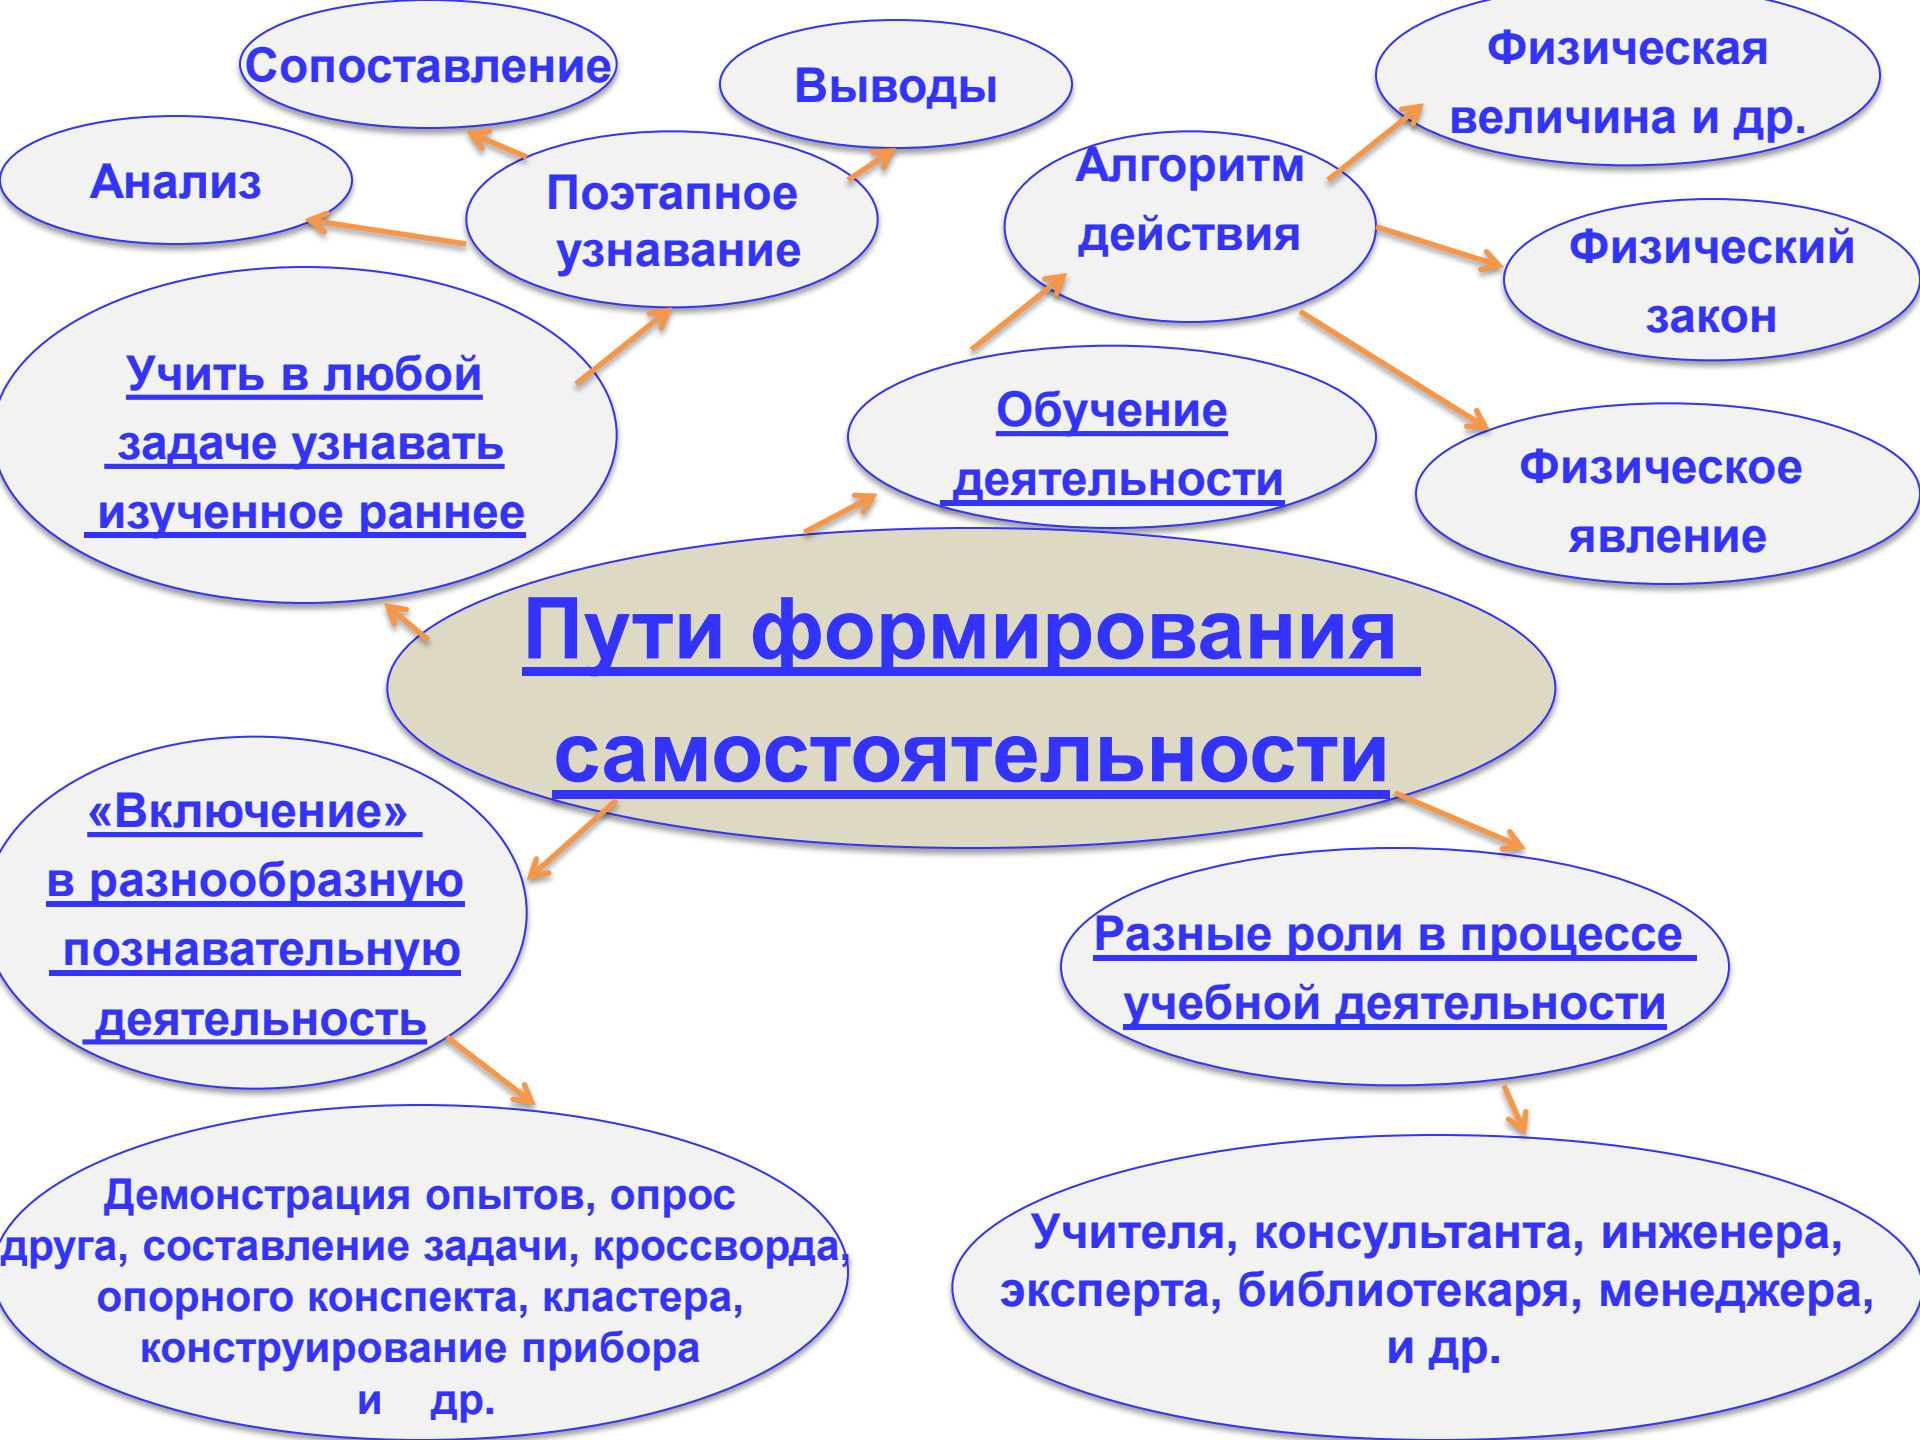 Сопоставление
Выводы
Физическая
величина и др.
Анализ
Поэтапное
узнавание
Алгоритм
действия
Физический
закон
Учить в любой
задаче узнавать
изученное раннее
Обучение
деятельности
Физическое
явление
Пути формирования
самостоятельности
«Включение»
в разнообразную
познавательную
деятельность
Разные роли в процессе
учебной деятельности
Демонстрация опытов, опрос
друга, составление задачи, кроссворда,
опорного конспекта, кластера,
конструирование прибора
и др.
Учителя, консультанта, инженера,
эксперта, библиотекаря, менеджера,
и др.